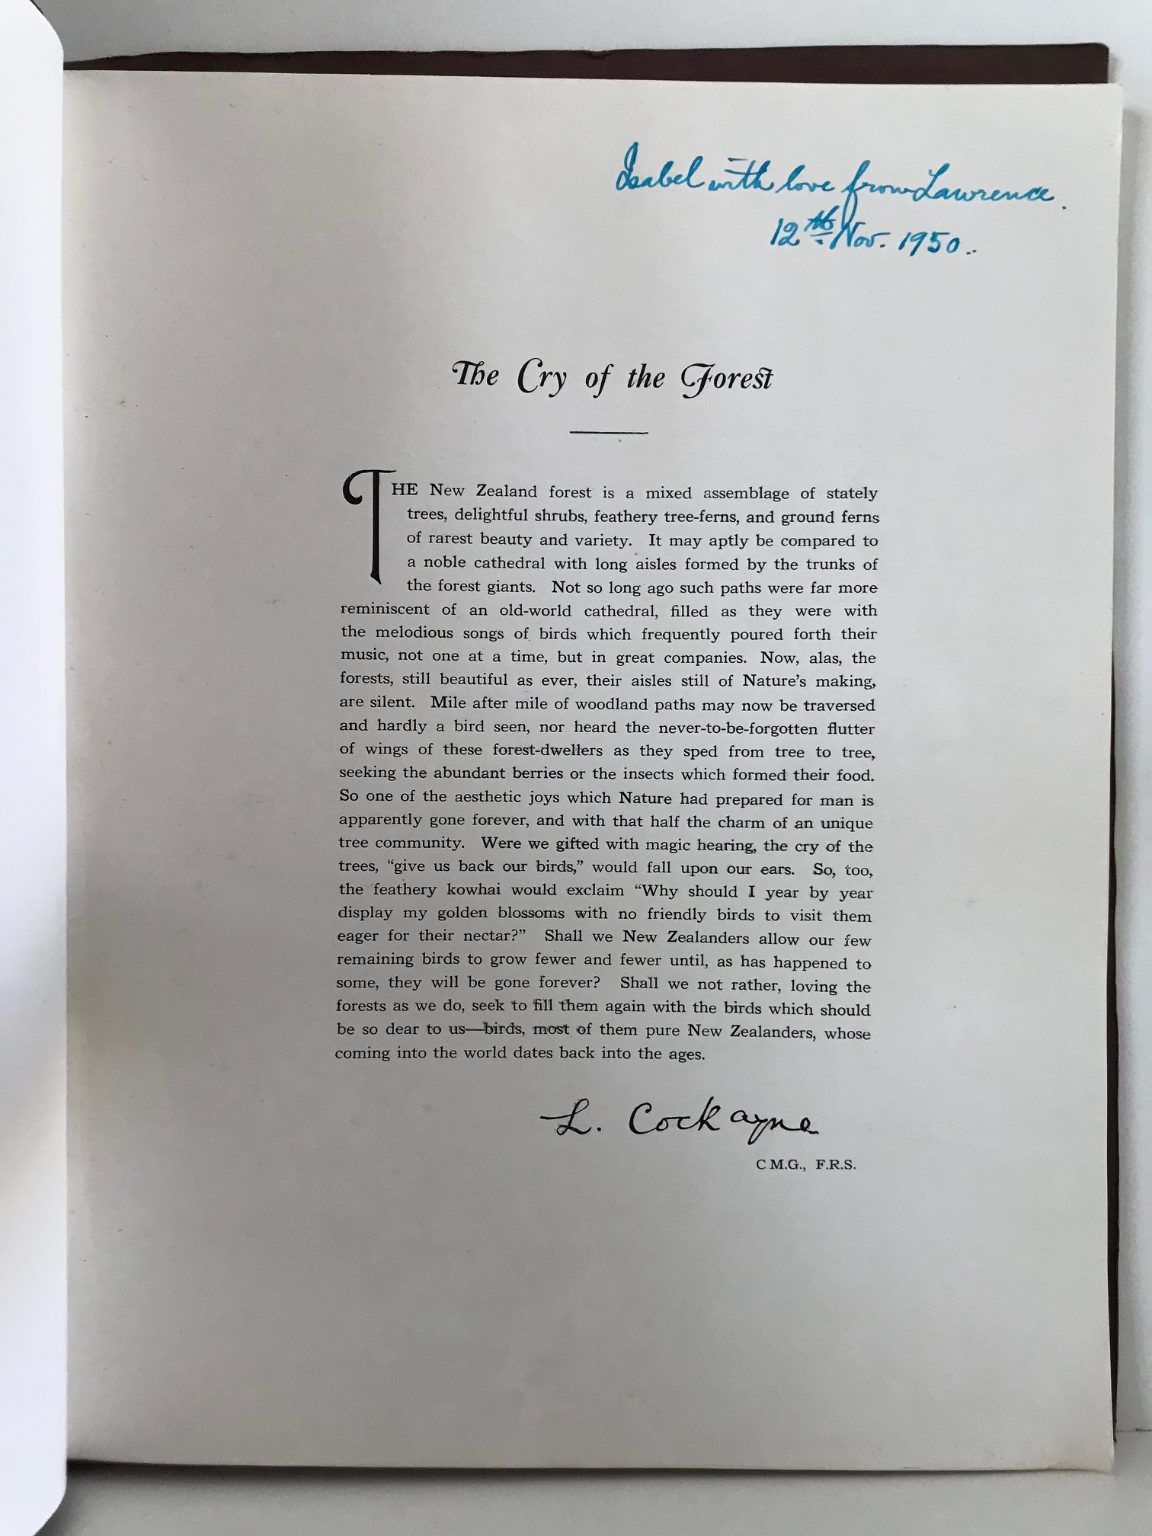 Isabel with love from Lawrence.
12th Nov. 1950.
The Cry of the Forest
THE New Zealand forest is a mixed assemblage of stately
trees, delightful shrubs, feathery tree-ferns, and ground ferns
of rarest beauty and variety. It may aptly be compared to
a noble cathedral with long aisles formed by the trunks of
the forest giants. Not so long ago such paths were far more
reminiscent of an old-world cathedral, filled as they were with
the melodious songs of birds which frequently poured forth their
music, not one at a time, but in great companies. Now, alas, the
forests, still beautiful as ever, their aisles still of Nature's making,
are silent. Mile after mile of woodland paths may now be traversed
and hardly a bird seen, nor heard the never-to-be-forgotten flutter
of wings of these forest-dwellers as they sped from tree to tree,
seeking the abundant berries or the insects which formed their food.
So one of the aesthetic joys which Nature had prepared for man is
apparently gone forever, and with that half the charm of an unique
tree community. Were we gifted with magic hearing, the cry of the
trees, "give us back our birds," would fall upon our ears. So, too,
the feathery kowhai would exclaim "Why should I year by year
display my golden blossoms with no friendly birds to visit them
eager for their nectar?" Shall we New Zealanders allow our few
remaining birds to grow fewer and fewer until, as has happened to
some, they will be gone forever? Shall we not rather, loving the
forests as we do, seek to fill them again with the birds which should
be so dear to us—birds, most of them pure New Zealanders, whose
coming into the world dates back into the ages.
L. Cockayne
C M.G., F.R.S.